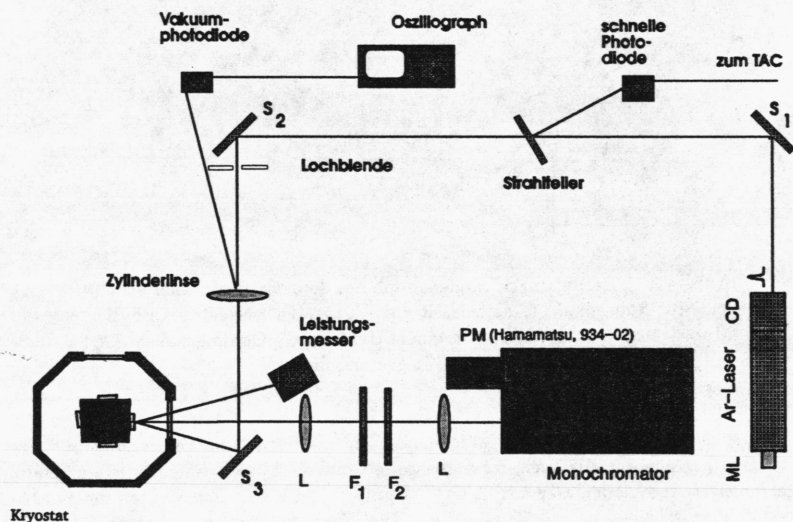 Vakuum-
photodiode
Oszillograph
schnelle
Photo-
diode
zum TAC
S2
S1
Lochblende
Strahlteiler
Zylinderlinse
Leistungs-
messer
PM (Hamamatsu, 934-02)
CD
Ar-Laser
ML
S3
L
F1
F2
L
Monochromator
Kryostat